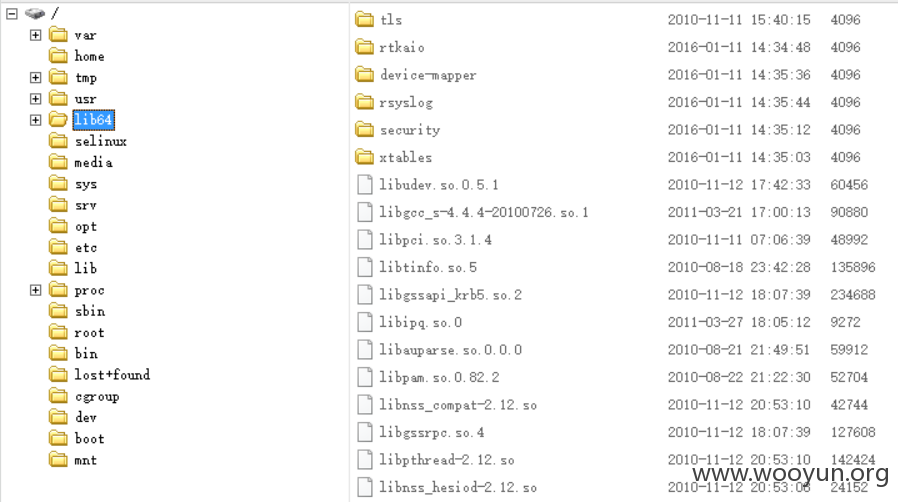 /
var
home
tmp
usr
lib64
selinux
media
sys
srv
opt
etc
lib
proc
sbin
root
bin
lost+found
cgroup
dev
boot
mnt
tls 2010-11-11 15:40:15 4096
rtkaio 2016-01-11 14:34:48 4096
device-mapper 2016-01-11 14:35:36 4096
rsyslog 2016-01-11 14:35:44 4096
security 2016-01-11 14:35:12 4096
xtables 2016-01-11 14:35:03 4096
libudev.so.0.5.1 2010-11-12 17:42:33 60456
libgcc_s-4.4.4-20100726.so.1 2011-03-21 17:00:13 90880
libpci.so.3.1.4 2010-11-11 07:06:39 48992
libtinfo.so.5 2010-08-18 23:42:28 135896
libgssapi_krb5.so.2 2010-11-12 18:07:39 234688
libipq.so.0 2011-03-27 18:05:12 9272
libauparse.so.0.0.0 2010-08-21 21:49:51 59912
libpam.so.0.82.2 2010-08-22 21:22:30 52704
libnss_compat-2.12.so 2010-11-12 20:53:10 42744
libgssrpc.so.4 2010-11-12 18:07:39 127608
libpthread-2.12.so 2010-11-12 20:53:10 142424
libnss_hesiod-2.12.so 2010-11-12 20:53:06 24152
www.wooyun.org